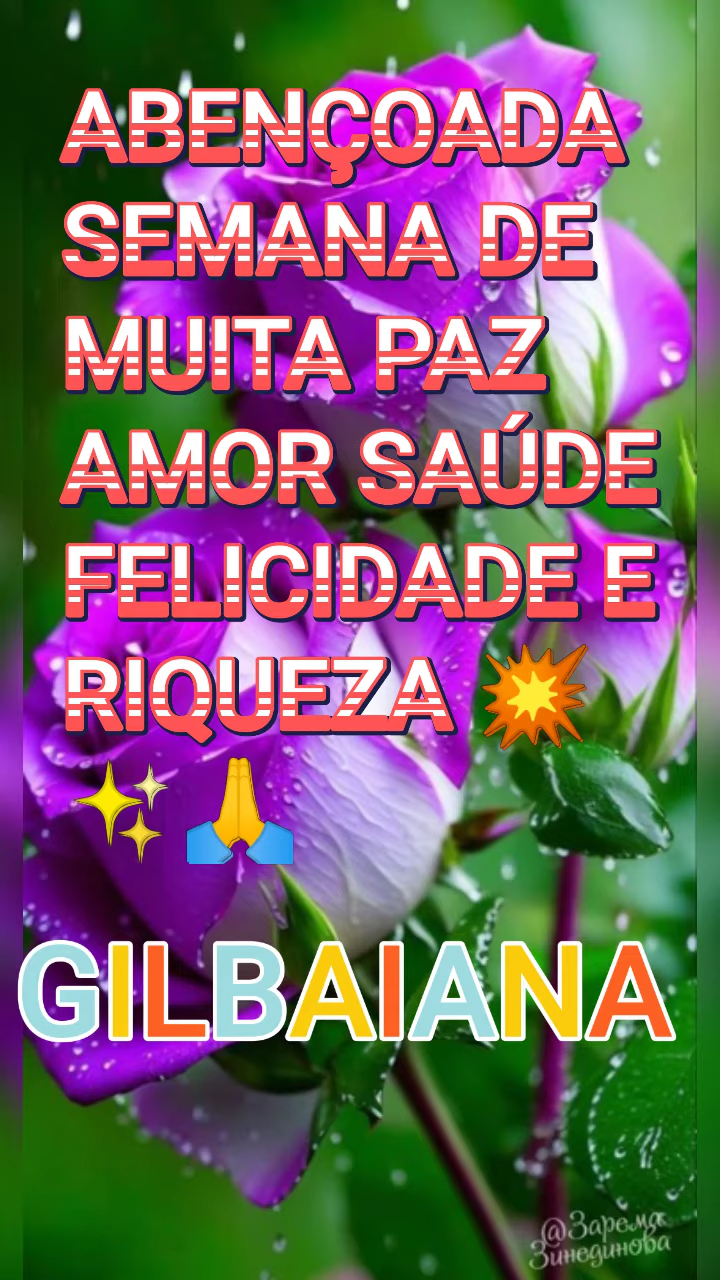 ABENÇOADA
SEMANA DE
MUITA PAZ
AMOR SAÚDE
FELICIDADE E
RIQUEZA 💥
✨🙏
GILBAIANA
@Зарема
Зинединова